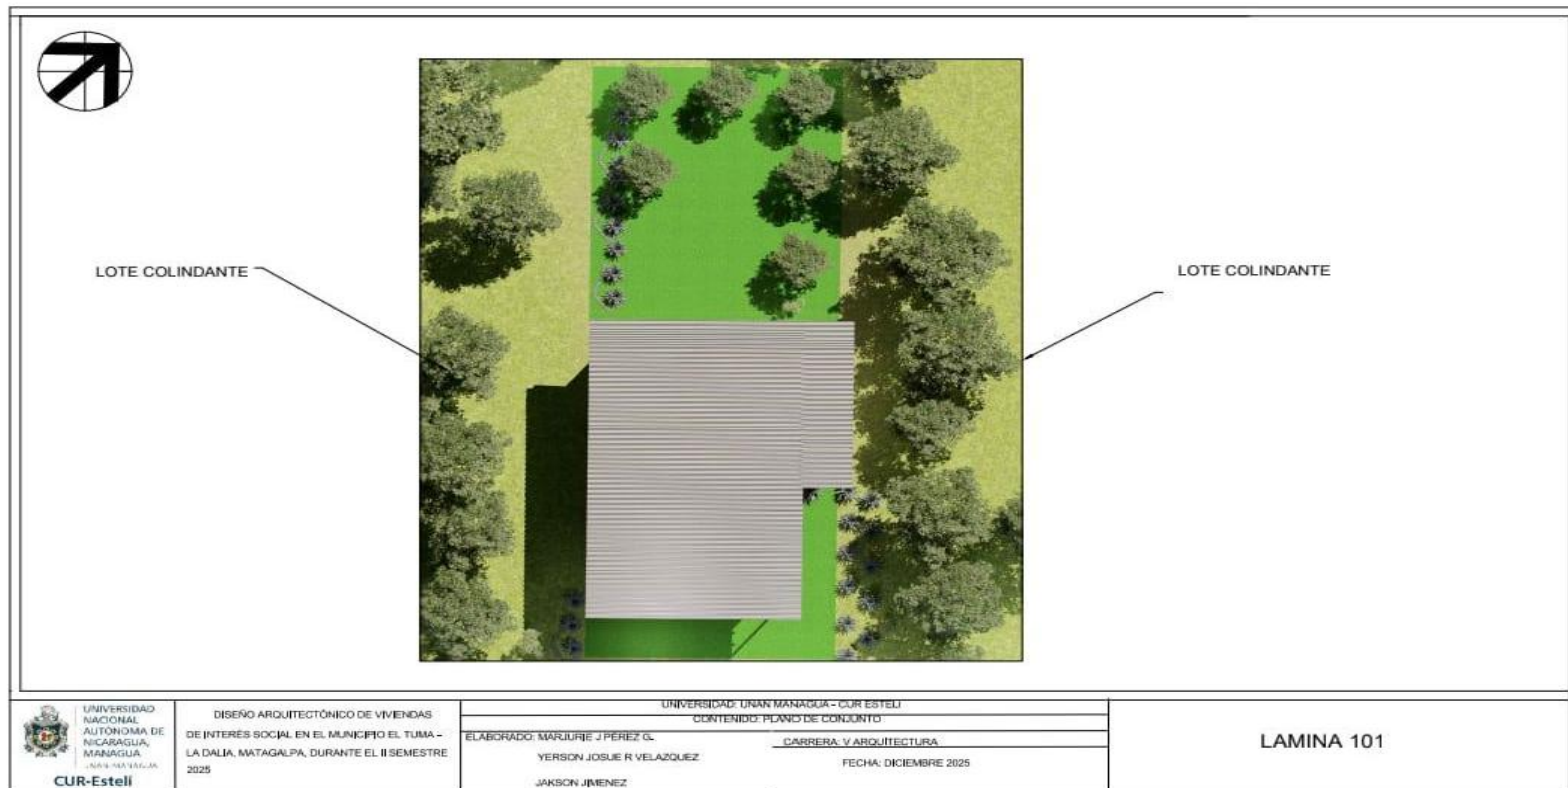 LOTE COLINDANTE
LOTE COLINDANTE
UNIVERSIDAD
NACIONAL
AUTÓNOMA DE
NICARAGUA,
MANAGUA
UNAN-MANAGUA
CUR-Estelí
DISEÑO ARQUITECTÓNICO DE VIVIENDAS
DE INTERÉS SOCIAL EN EL MUNICIPIO EL TUMA –
LA DALIA, MATAGALPA, DURANTE EL II SEMESTRE
2025
UNIVERSIDAD: UNAN MANAGUA – CUR ESTELI
CONTENIDO: PLANO DE CONJUNTO
ELABORADO: MARJURIE J PÉREZ G.
YERSON JOSUE R VELAZQUEZ
JAKSON JIMENEZ
CARRERA: V ARQUITECTURA
FECHA: DICIEMBRE 2025
LAMINA 101